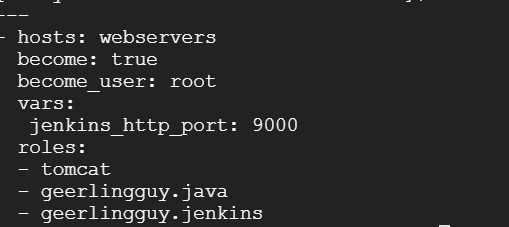 ---
- hosts: webservers
  become: true
  become_user: root
  vars:
   jenkins_http_port: 9000
  roles:
  - tomcat
  - geerlingguy.java
  - geerlingguy.jenkins